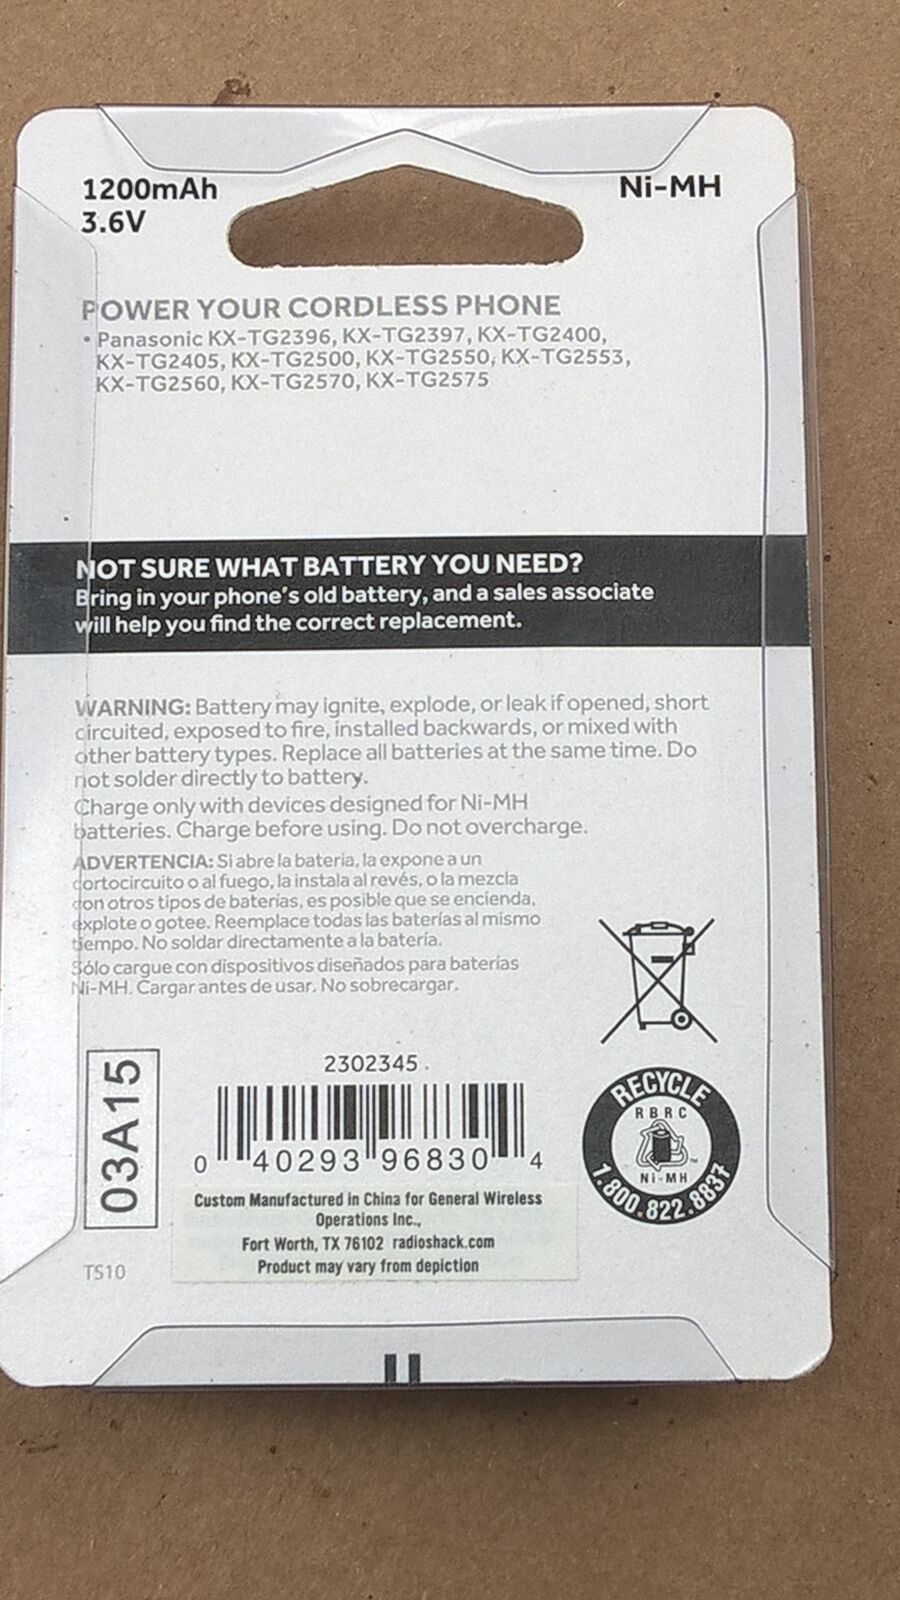 1200mAh
3.6V
Ni-MH
POWER YOUR CORDLESS PHONE
• Panasonic KX-TG2396, KX-TG2397, KX-TG2400,
KX-TG2405, KX-TG2500, KX-TG2550, KX-TG2553,
KX-TG2560, KX-TG2570, KX-TG2575
NOT SURE WHAT BATTERY YOU NEED?
Bring in your phone's old battery, and a sales associate
will help you find the correct replacement.
WARNING: Battery may ignite, explode, or leak if opened, short
circuited, exposed to fire, installed backwards, or mixed with
other battery types. Replace all batteries at the same time. Do
not solder directly to battery.
Charge only with devices designed for Ni-MH
batteries. Charge before using. Do not overcharge.
ADVERTENCIA: Si abre la bateria, la expone a un
cortocircuito o al fuego, la instala al revés, o la mezcla
con otros tipos de baterías, es posible que se encienda,
explote o gotee. Reemplace todas las baterías al mismo
tiempo. No soldar directamente a la batería.
Sólo cargue con dispositivos diseñados para baterías
Ni-MH. Cargar antes de usar. No sobrecargar.
03A15
TS10
2302345
0 40293 96830 4
Custom Manufactured in China for General Wireless
Operations Inc.,
Fort Worth, TX 76102 radioshack.com
Product may vary from depiction
RECYCLE
RBRC
TM
Ni-MH
1.800.822.8837